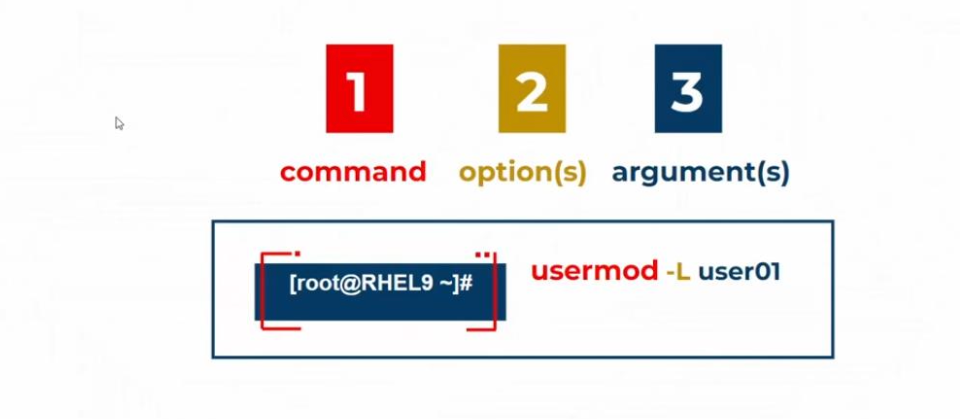 1 2 3
command option(s) argument(s)
[root@RHEL9 ~]# usermod -L user01